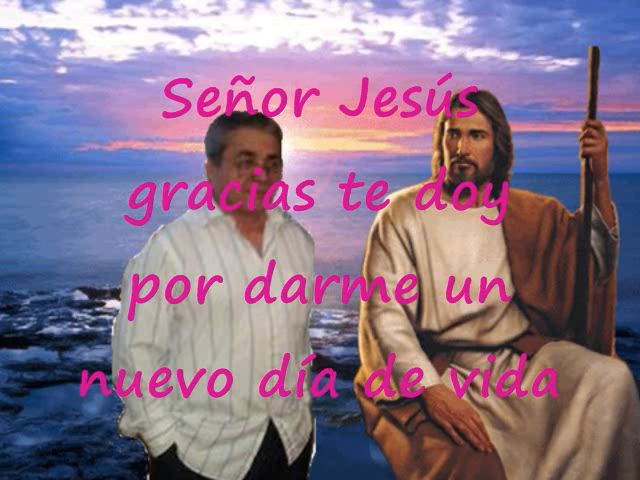 Señor Jesús
gracias te doy
por darme un
nuevo día de vida